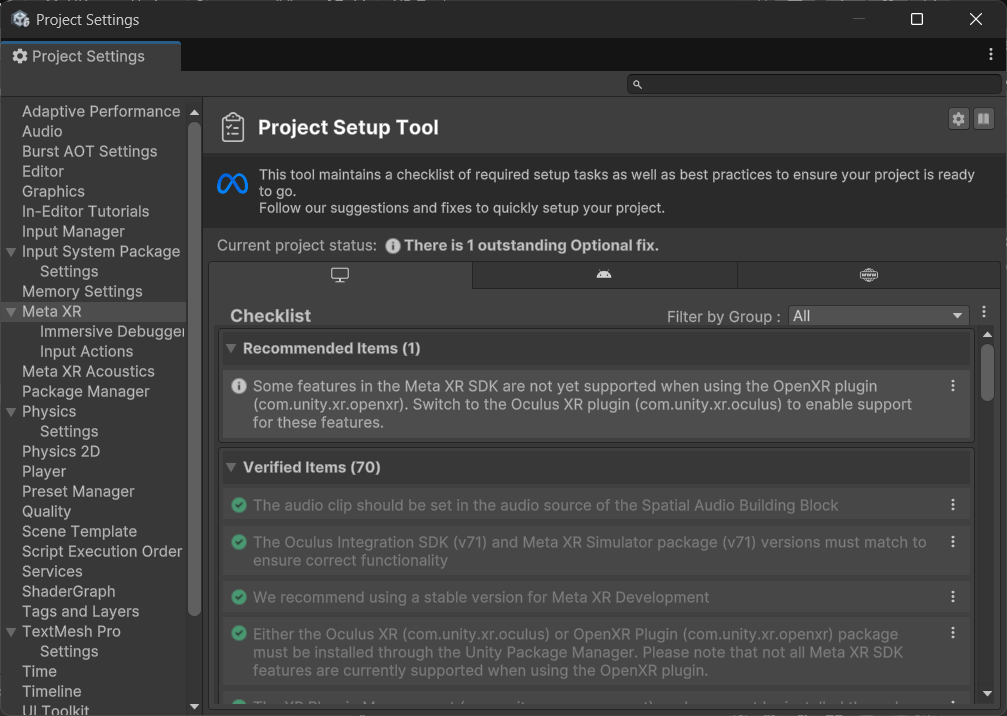 Project Settings
Project Settings
Adaptive Performance
Audio
Burst AOT Settings
Editor
Graphics
In-Editor Tutorials
Input Manager
Input System Package
Settings
Memory Settings
Meta XR
Immersive Debugger
Input Actions
Meta XR Acoustics
Package Manager
Physics
Settings
Physics 2D
Player
Preset Manager
Quality
Scene Template
Script Execution Order
Services
ShaderGraph
Tags and Layers
TextMesh Pro
Settings
Time
Timeline
UI Toolkit
Project Setup Tool
This tool maintains a checklist of required setup tasks as well as best practices to ensure your project is ready
to go.
Follow our suggestions and fixes to quickly setup your project.
Current project status: There is 1 outstanding Optional fix.
WWW
Checklist
Filter by Group : All
Recommended Items (1)
Some features in the Meta XR SDK are not yet supported when using the OpenXR plugin
(com.unity.xr.openxr). Switch to the Oculus XR plugin (com.unity.xr.oculus) to enable support
for these features.
Verified Items (70)
The audio clip should be set in the audio source of the Spatial Audio Building Block
The Oculus Integration SDK (v71) and Meta XR Simulator package (v71) versions must match to
ensure correct functionality
We recommend using a stable version for Meta XR Development
Either the Oculus XR (com.unity.xr.oculus) or OpenXR Plugin (com.unity.xr.openxr) package
must be installed through the Unity Package Manager. Please note that not all Meta XR SDK
features are currently supported when using the OpenXR plugin.